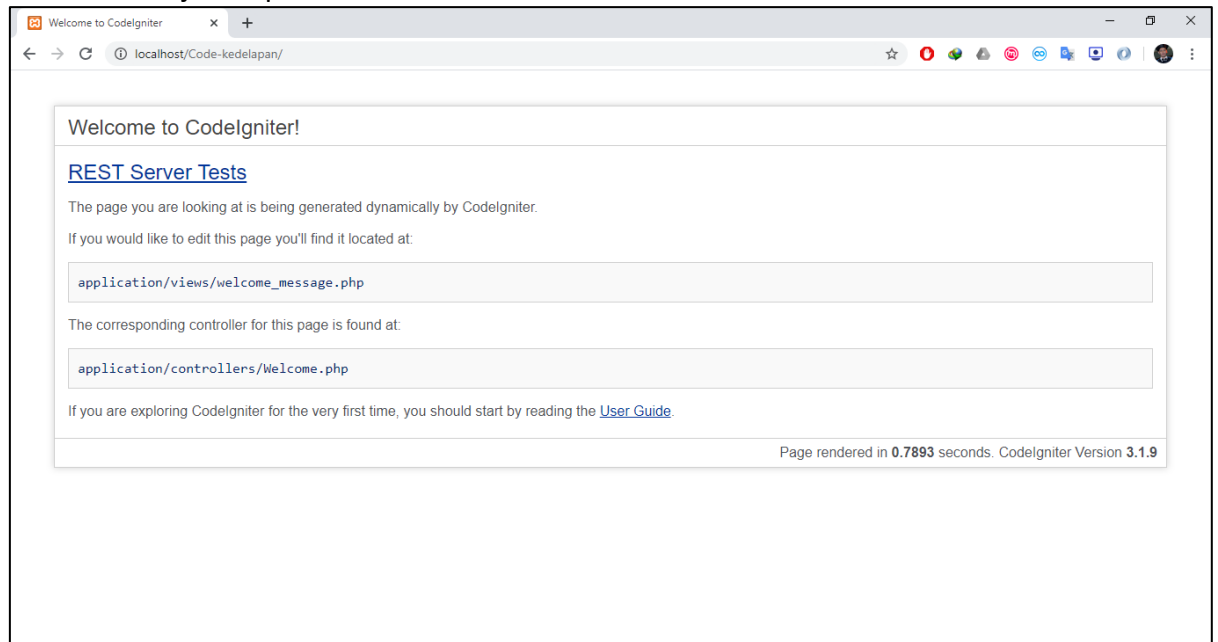 Welcome to CodeIgniter
localhost/Code-kedelapan/
Welcome to CodeIgniter!
REST Server Tests
The page you are looking at is being generated dynamically by CodeIgniter.
If you would like to edit this page you'll find it located at:
application/views/welcome_message.php
The corresponding controller for this page is found at:
application/controllers/Welcome.php
If you are exploring CodeIgniter for the very first time, you should start by reading the User Guide.
Page rendered in 0.7893 seconds. CodeIgniter Version 3.1.9